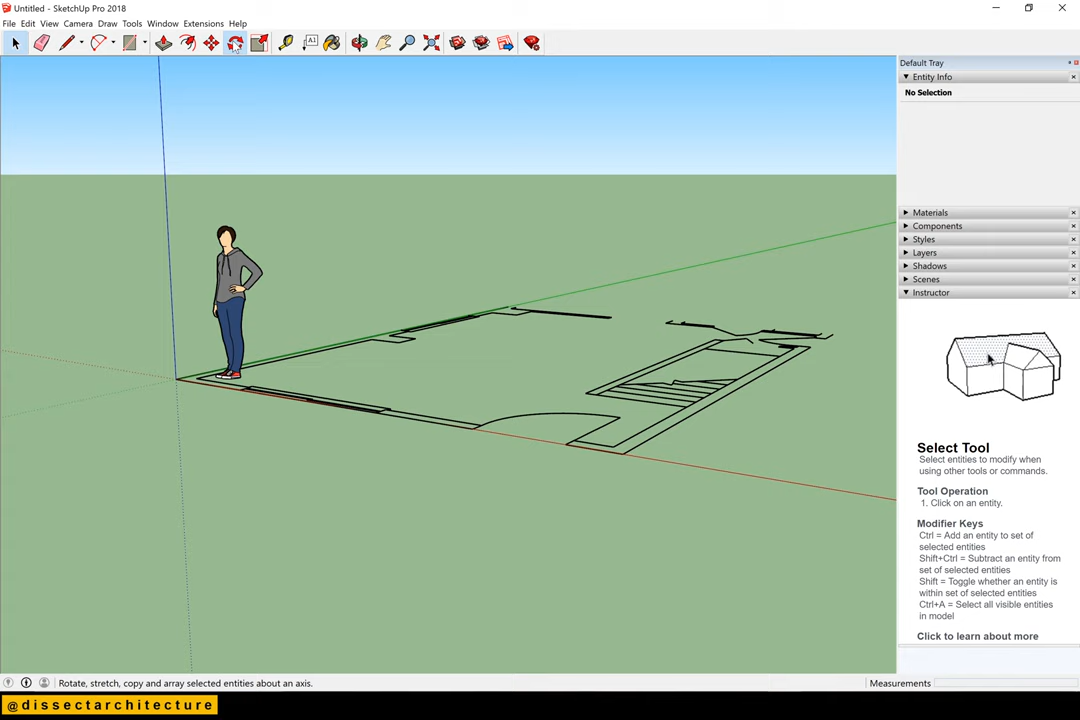 Untitled - SketchUp Pro 2018
File Edit View Camera Draw Tools Window Extensions Help
A1
Default Tray
Entity Info
No Selection
Materials
Components
Styles
Layers
Shadows
Scenes
Instructor
Select Tool
Select entities to modify when
using other tools or commands.
Tool Operation
1. Click on an entity.
Modifier Keys
Ctrl = Add an entity to set of
selected entities
Shift+Ctrl = Subtract an entity from
set of selected entities
Shift = Toggle whether an entity is
within set of selected entities
Ctrl+A = Select all visible entities
in model
Click to learn about more
Rotate, stretch, copy and array selected entities about an axis.
Measurements
@dissectarchitecture